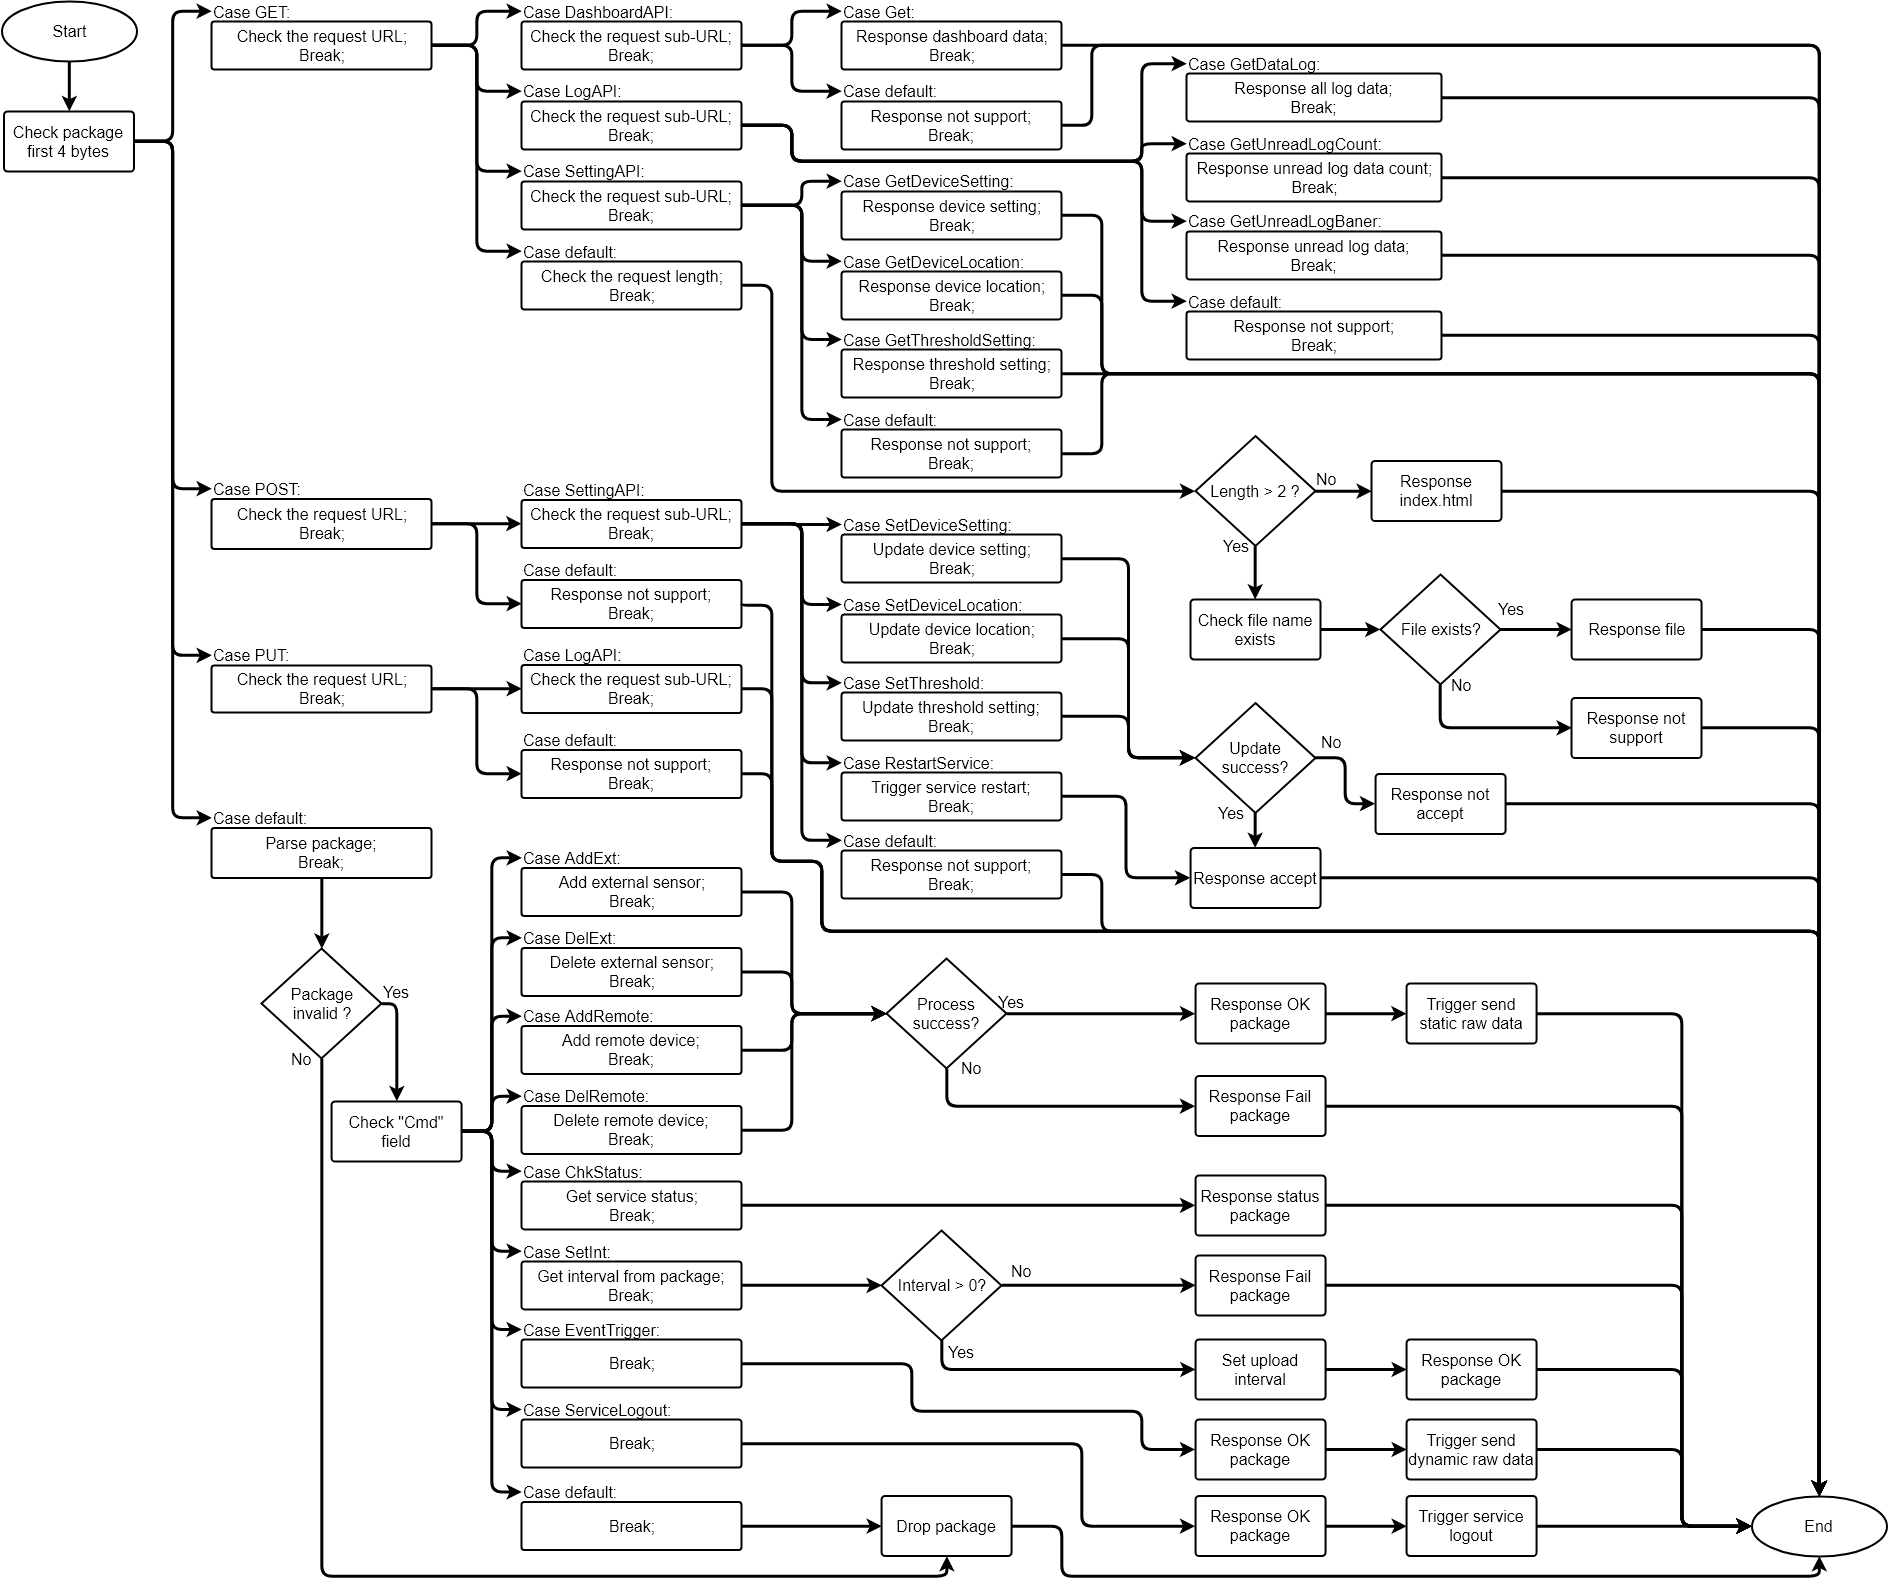 Start
Check package
first 4 bytes
Case GET:
Check the request URL;
Break;
Case DashboardAPI:
Check the request sub-URL;
Break;
Case Get:
Response dashboard data;
Break;
Case default:
Response not support;
Break;
Case LogAPI:
Check the request sub-URL;
Break;
Case GetDataLog:
Response all log data;
Break;
Case GetUnreadLogCount:
Response unread log data count;
Break;
Case GetUnreadLogBaner:
Response unread log data;
Break;
Case default:
Response not support;
Break;
Case SettingAPI:
Check the request sub-URL;
Break;
Case GetDeviceSetting:
Response device setting;
Break;
Case GetDeviceLocation:
Response device location;
Break;
Case GetThresholdSetting:
Response threshold setting;
Break;
Case default:
Response not support;
Break;
Case default:
Check the request length;
Break;
Length > 2 ?
No
Response
index.html
Yes
Check file name
exists
File exists?
Yes
Response file
No
Response not
support
Case POST:
Check the request URL;
Break;
Case SettingAPI:
Check the request sub-URL;
Break;
Case SetDeviceSetting:
Update device setting;
Break;
Case SetDeviceLocation:
Update device location;
Break;
Case SetThreshold:
Update threshold setting;
Break;
Update
success?
No
Response not
accept
Yes
Response accept
Case RestartService:
Trigger service restart;
Break;
Case default:
Response not support;
Break;
Case default:
Response not support;
Break;
Case PUT:
Check the request URL;
Break;
Case LogAPI:
Check the request sub-URL;
Break;
Case default:
Response not support;
Break;
Case default:
Parse package;
Break;
Package
invalid ?
Yes
No
Check "Cmd"
field
Case AddExt:
Add external sensor;
Break;
Case DelExt:
Delete external sensor;
Break;
Case AddRemote:
Add remote device;
Break;
Case DelRemote:
Delete remote device;
Break;
Process
success?
Yes
Response OK
package
Trigger send
static raw data
No
Response Fail
package
Case ChkStatus:
Get service status;
Break;
Response status
package
Case SetInt:
Get interval from package;
Break;
Interval > 0?
No
Response Fail
package
Yes
Set upload
interval
Response OK
package
Case EventTrigger:
Break;
Response OK
package
Trigger send
dynamic raw data
Case ServiceLogout:
Break;
Response OK
package
Trigger service
logout
Case default:
Break;
Drop package
End